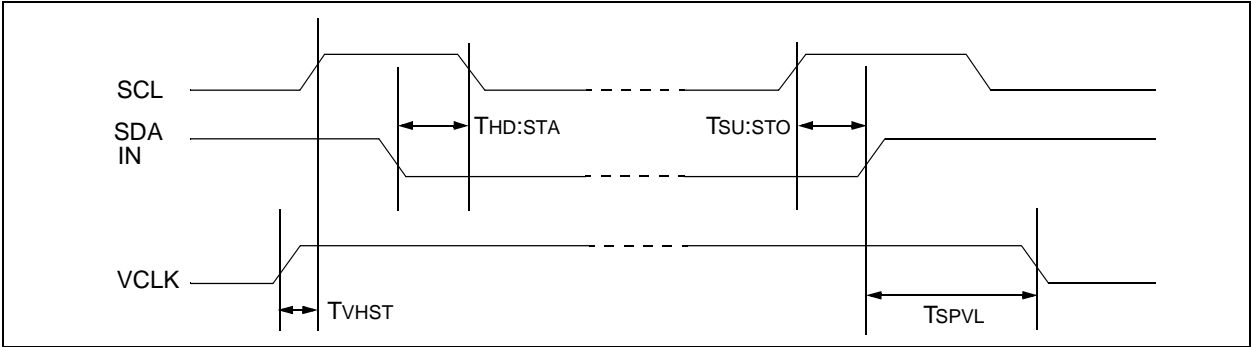 SCL
SDA
IN
THD:STA
TSU:STO
VCLK
TVHST
TSPVL